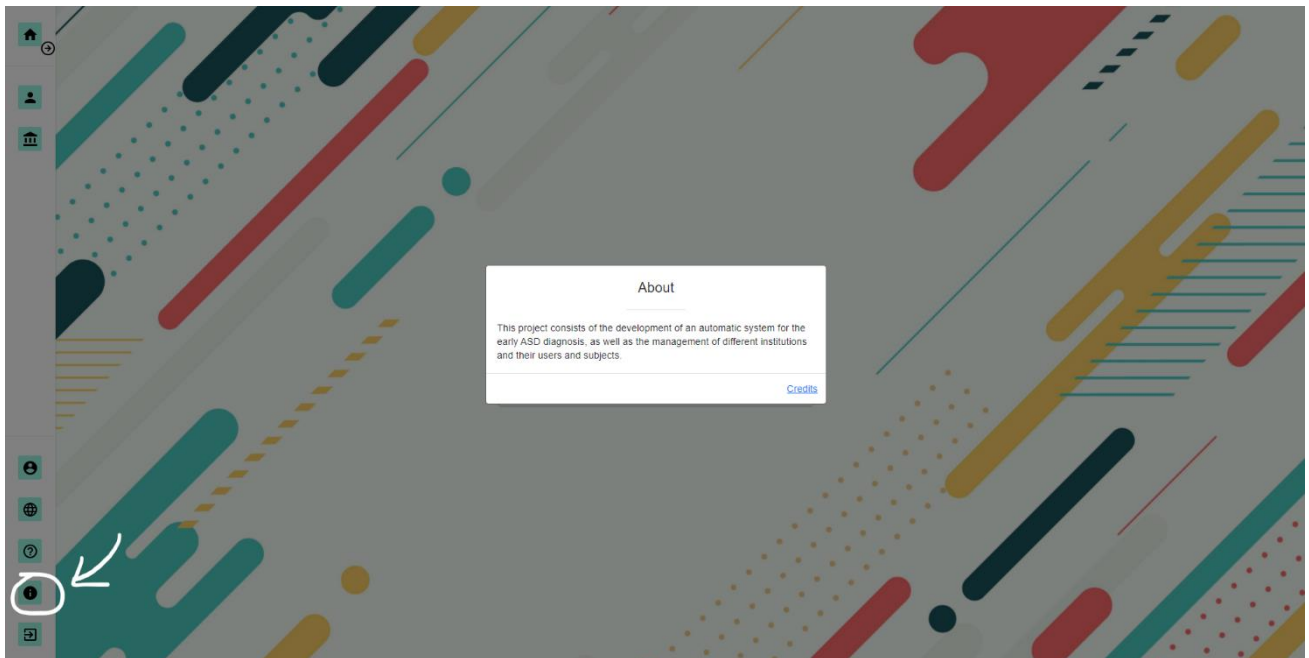 About
This project consists of the development of an automatic system for the
early ASD diagnosis, as well as the management of different institutions
and their users and subjects.
Credits